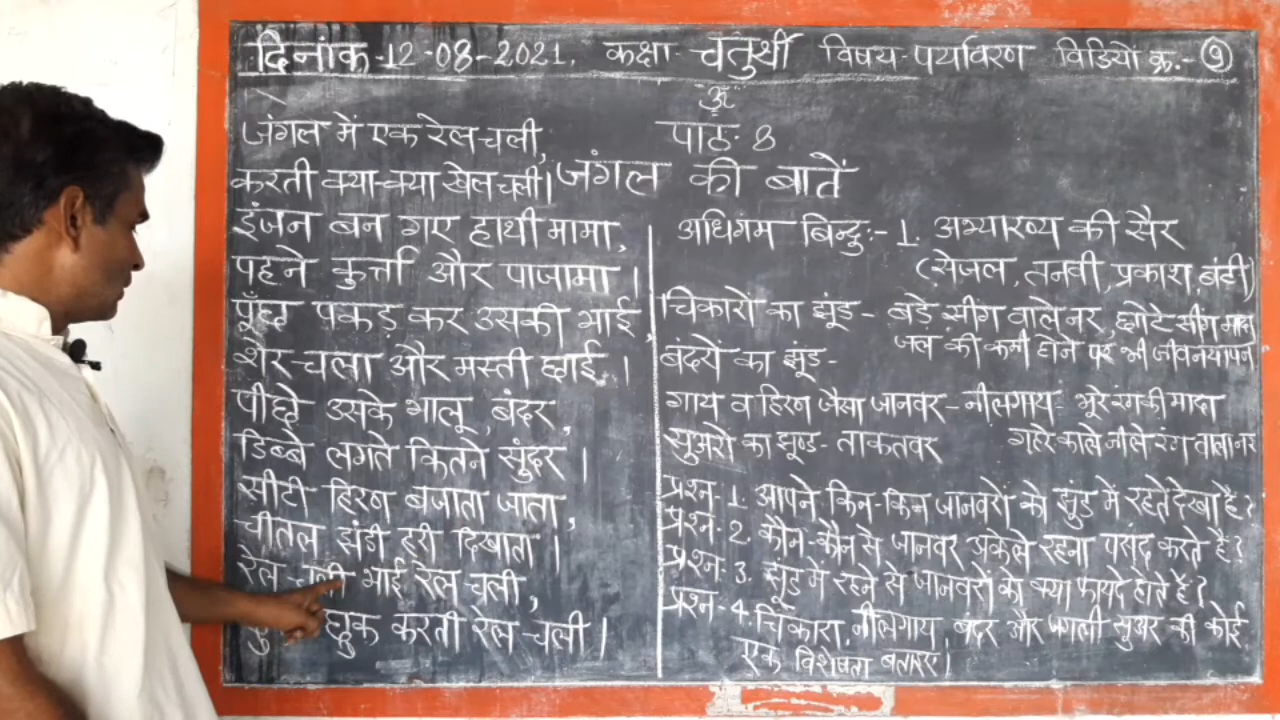 दिनांक-12-08-2021. कक्षा-चतुर्थी विषय-पर्यावरण विडियो क्र.-१
ॐ
पाठ: 8
जंगल की बातें
जंगल में एक रेल चली,
करती क्या-क्या खेल चली।
इंजन बन गए हाथी मामा,
पहने कुर्त्ता और पाजामा।
पूँछ पकड़ कर उसकी भाई,
शेर चला और मस्ती छाई।
पीछे उसके भालू, बंदर,
डिब्बे लगते कितने सुंदर।
सीटी हिरण बजाता जाता,
चीतल झंडी हरी दिखाता।
रेल चली भाई रेल चली,
छुक करती रेल चली।
अधिगम बिन्दु:- 1. अभ्यारण्य की सैर
(सेजल, तनवी, प्रकाश, बंटी)
चिंकारों का झूंड- बड़े सींग वाले नर, छोटे सींग मादा
जल की कमी होने पर भी जीवनयापन
बंदरों का झूंड-
गाय व हिरण जैसा जानवर- नीलगाय- भूरे रंग की मादा
गहरे काले नीले रंग वाला नर
सुअरों का झुण्ड- ताकतवर
प्रश्न-1. आपने किन-किन जानवरों को झुंड में रहते देखा है?
प्रश्न-2. कौन-कौन से जानवर अकेले रहना पसंद करते हैं?
प्रश्न-3. झूंड में रहने से जानवरों को क्या फायदे होते हैं?
प्रश्न-4. चिंकारा, नीलगाय, बंदर और जंगली सुअर की कोई
एक विशेषता बताइए।